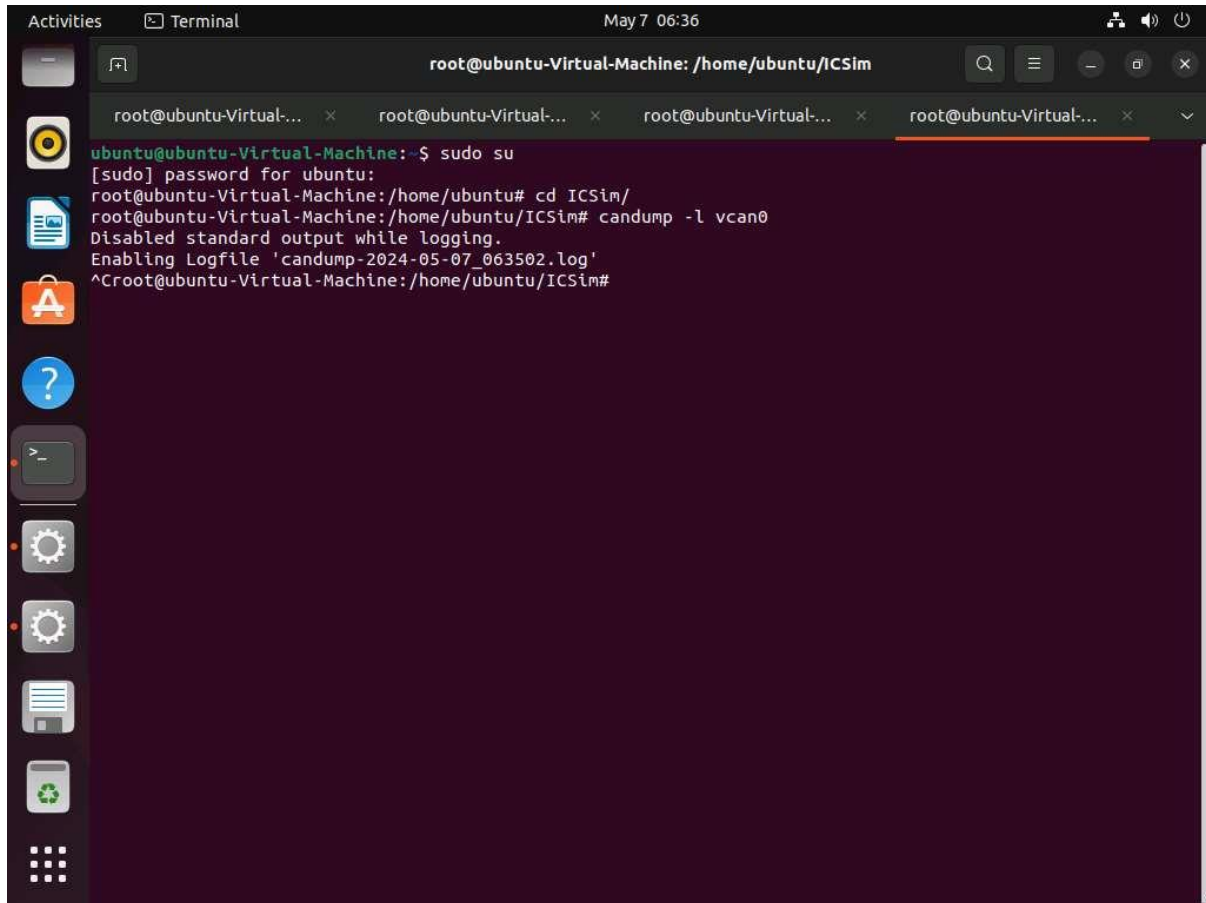 Activities Terminal May 7 06:36
root@ubuntu-Virtual-Machine: /home/ubuntu/ICSim
root@ubuntu-Virtual-... root@ubuntu-Virtual-... root@ubuntu-Virtual-... root@ubuntu-Virtual-...
ubuntu@ubuntu-Virtual-Machine:~$ sudo su
[sudo] password for ubuntu:
root@ubuntu-Virtual-Machine:/home/ubuntu# cd ICSim/
root@ubuntu-Virtual-Machine:/home/ubuntu/ICSim# candump -l vcan0
Disabled standard output while logging.
Enabling Logfile 'candump-2024-05-07_063502.log'
^Croot@ubuntu-Virtual-Machine:/home/ubuntu/ICSim#